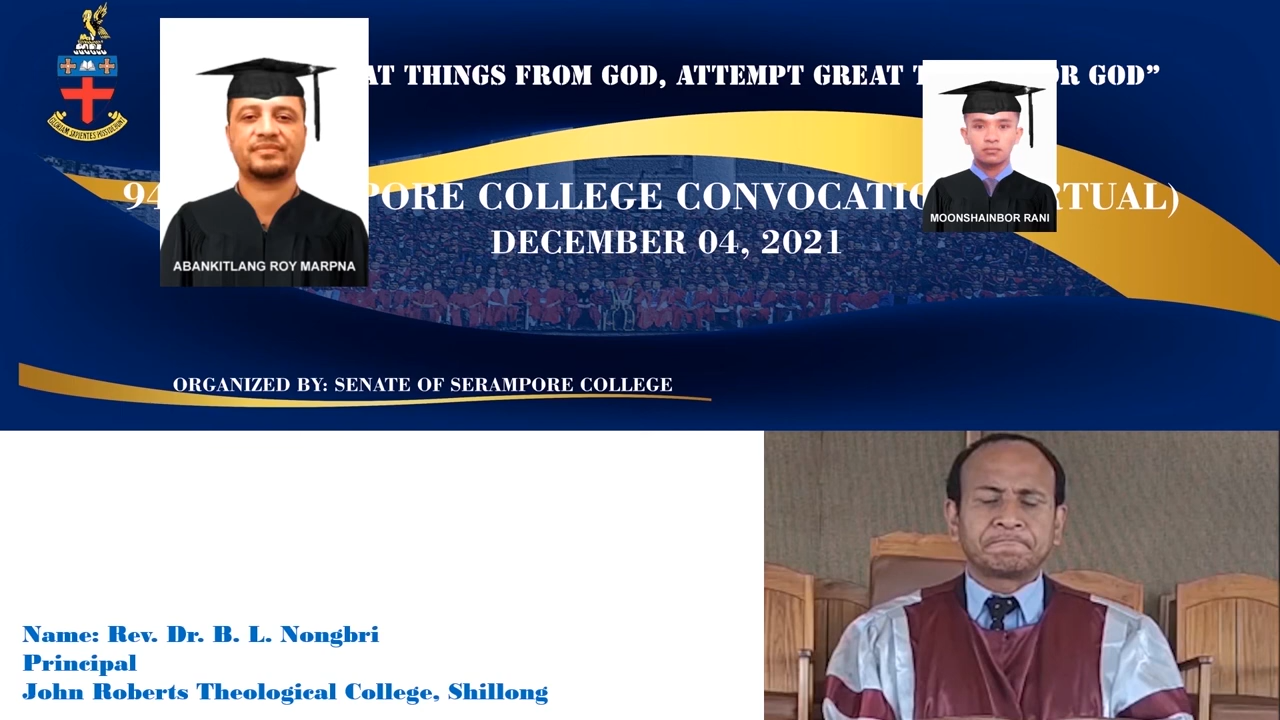 AT THINGS FROM GOD, ATTEMPT GREAT T OR GOD”
94 PORE COLLEGE CONVOCATIO RTUAL)
DECEMBER 04, 2021
MOONSHAINBOR RANI
ABANKITLANG ROY MARPNA
ORGANIZED BY: SENATE OF SERAMPORE COLLEGE
Name: Rev. Dr. B. L. Nongbri
Principal
John Roberts Theological College, Shillong